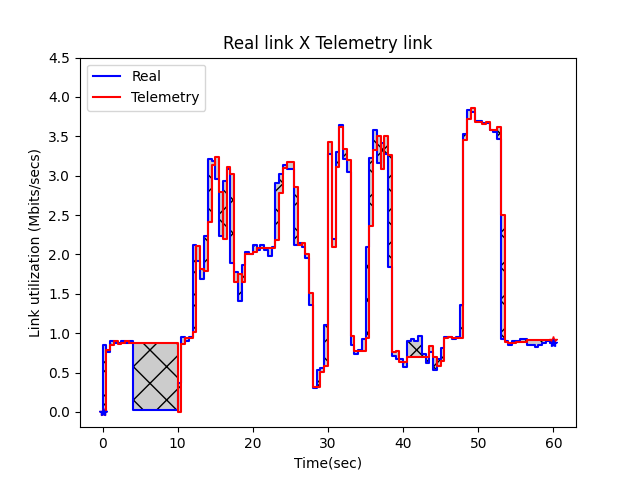 Real link X Telemetry link
Real
Telemetry
Link utilization (Mbits/secs)
4.5
4.0
3.5
3.0
2.5
2.0
1.5
1.0
0.5
0.0
0 10 20 30 40 50 60
Time(sec)